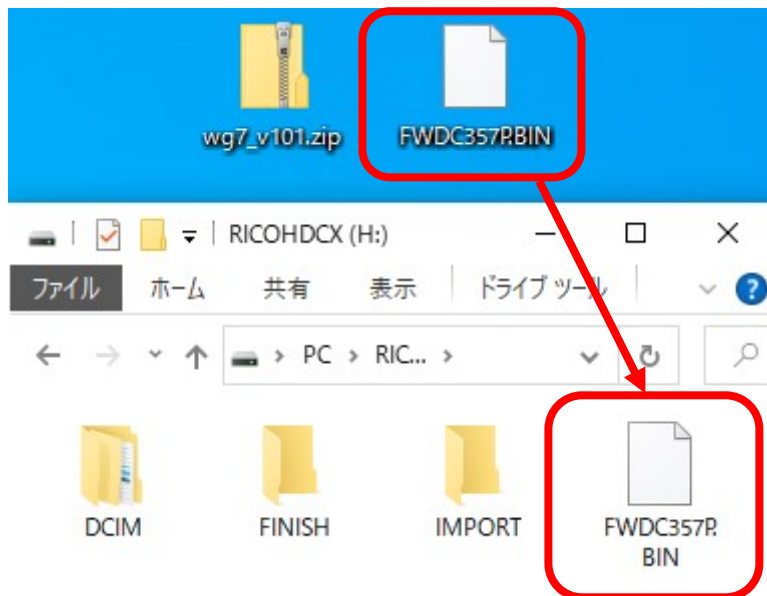 wg7_v101.zip
FWDC357P.BIN
RICOHDCX (H:)
ファイル ホーム 共有 表示 ドライブ ツール
PC RIC...
DCIM
FINISH
IMPORT
FWDC357P.
BIN